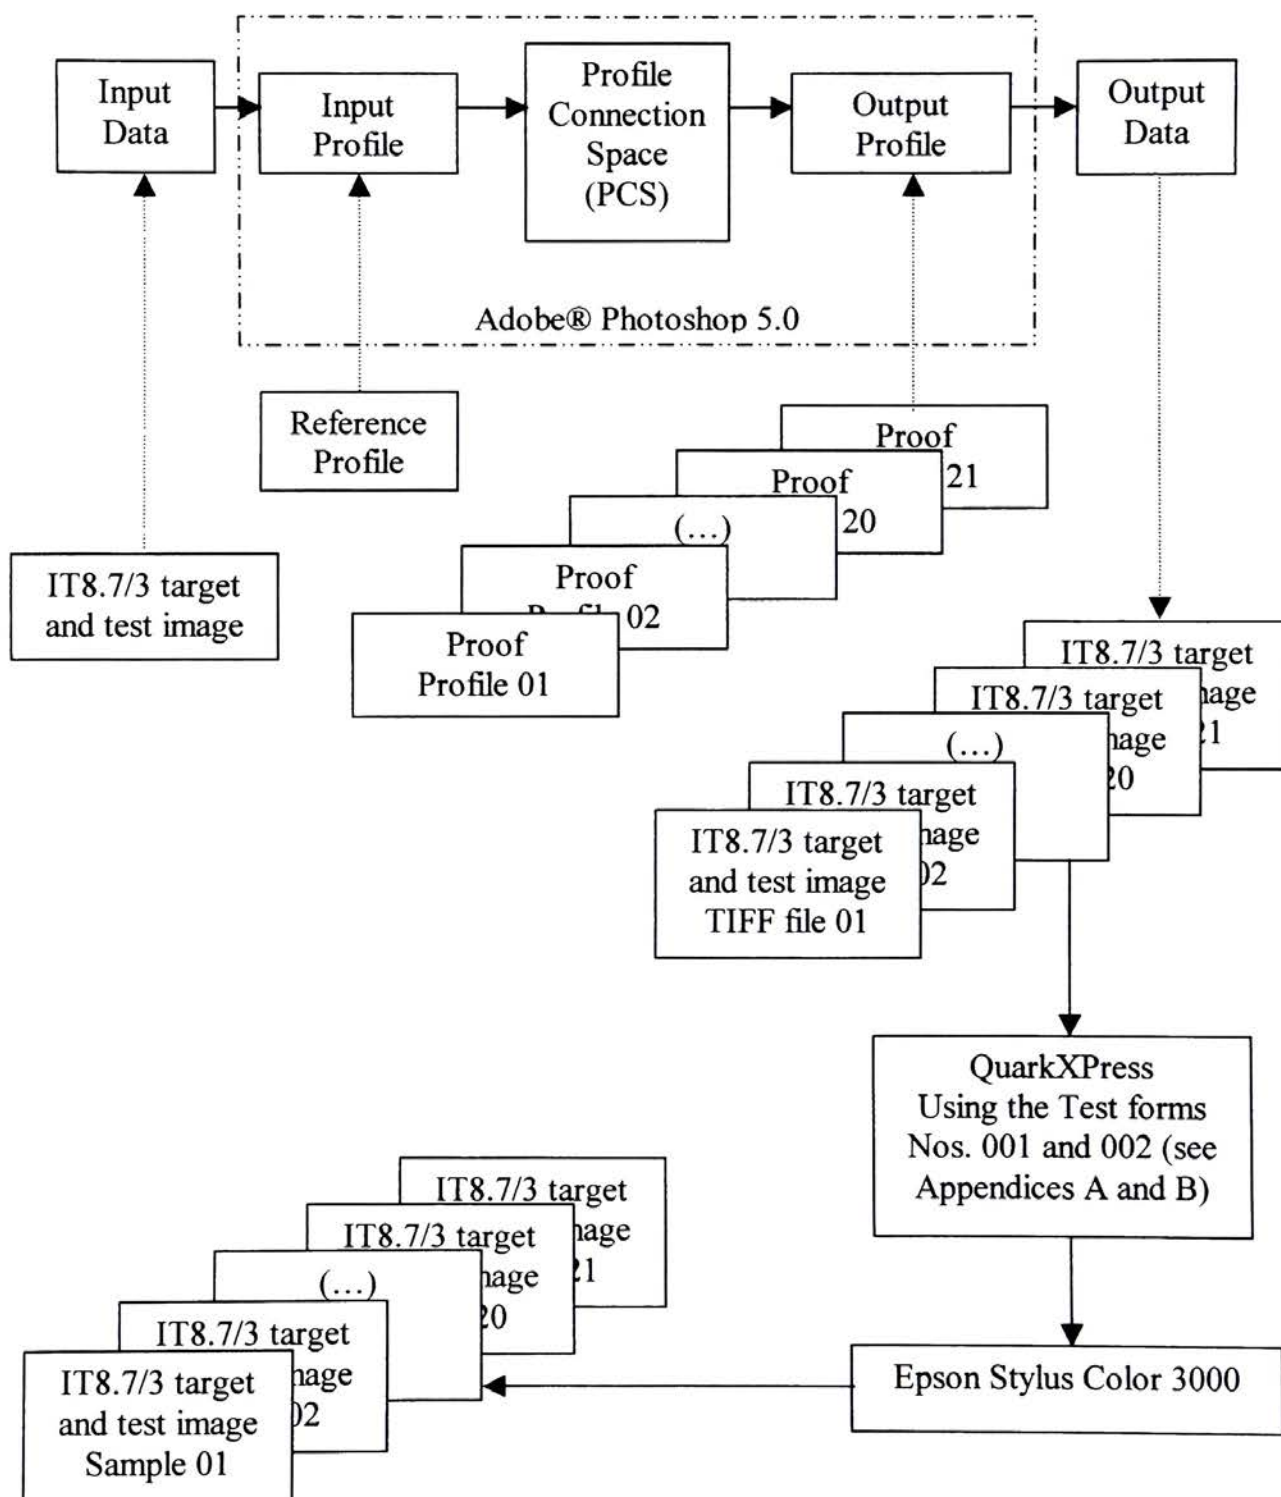 Input
Data
Input
Profile
Profile
Connection
Space
(PCS)
Output
Profile
Output
Data
Adobe® Photoshop 5.0
Reference
Profile
Proof
21
Proof
20
(...)
Proof
Profile 02
Proof
Profile 01
IT8.7/3 target
and test image
IT8.7/3 target
21
IT8.7/3 target
20
(...)
IT8.7/3 target
02
IT8.7/3 target
and test image
TIFF file 01
QuarkXPress
Using the Test forms
Nos. 001 and 002 (see
Appendices A and B)
Epson Stylus Color 3000
IT8.7/3 target
21
IT8.7/3 target
20
(...)
IT8.7/3 target
02
IT8.7/3 target
and test image
Sample 01